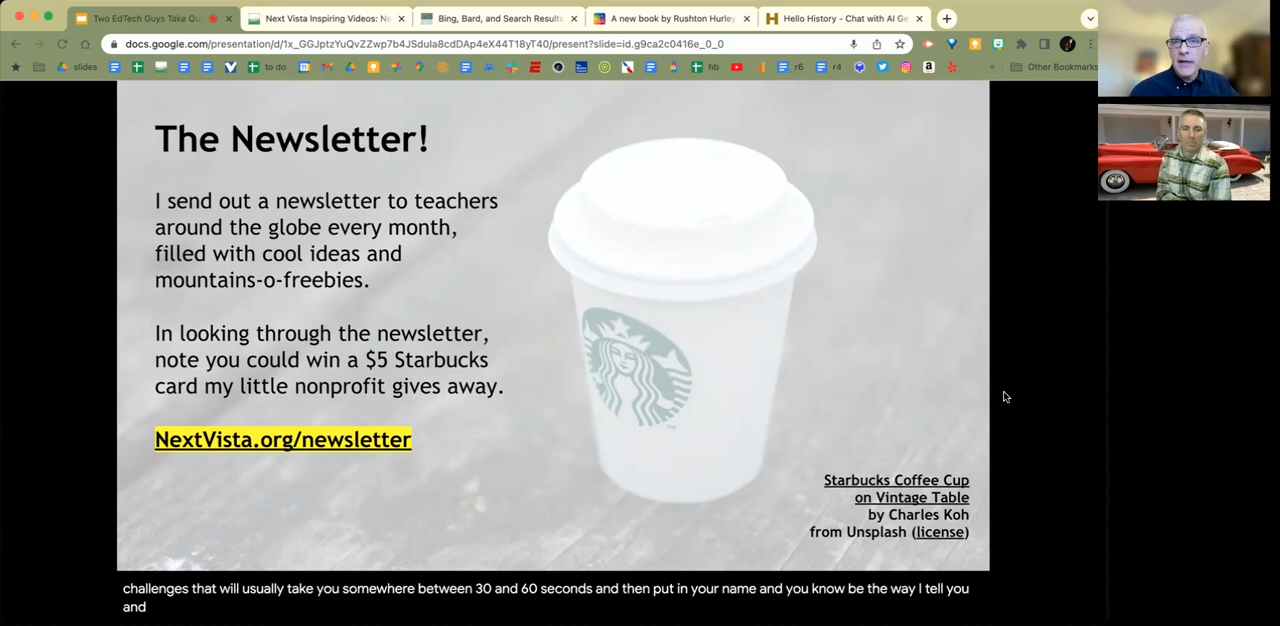 Two EdTech Guys Take Qu
Next Vista Inspiring Videos: Ne
Bing, Bard, and Search Results
A new book by Rushton Hurley
Hello History - Chat with AI Ge
docs.google.com/presentation/d/1x_GGJptzYuQvZZwp7b4JSdula8cdDAp4eX44T18yT40/present?slide=id.g9ca2c0416e_0_0
slides
to do
hb
r6
r4
Other Bookmarks
The Newsletter!
I send out a newsletter to teachers
around the globe every month,
filled with cool ideas and
mountains-o-freebies.
In looking through the newsletter,
note you could win a $5 Starbucks
card my little nonprofit gives away.
NextVista.org/newsletter
TM
Starbucks Coffee Cup
on Vintage Table
by Charles Koh
from Unsplash (license)
challenges that will usually take you somewhere between 30 and 60 seconds and then put in your name and you know be the way I tell you
and